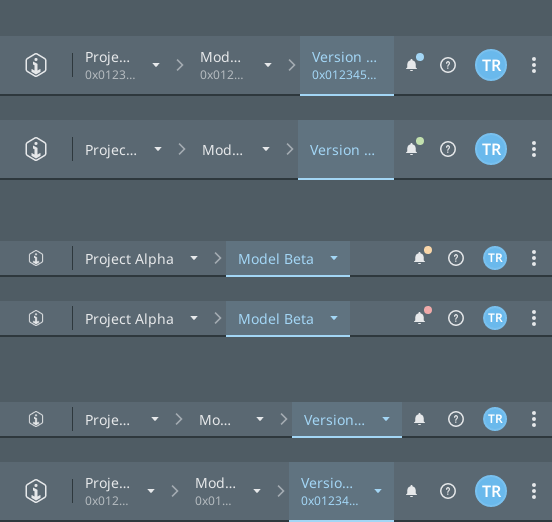 Proje... Mod... Version ...
0x0123... 0x012... 0x012345... TR
Projec... Mod... Version ... TR
Project Alpha Model Beta TR
Project Alpha Model Beta TR
Proje... Mo... Version... TR
Proje... Mod... Versio...
0x012... 0x01... 0x01234... TR